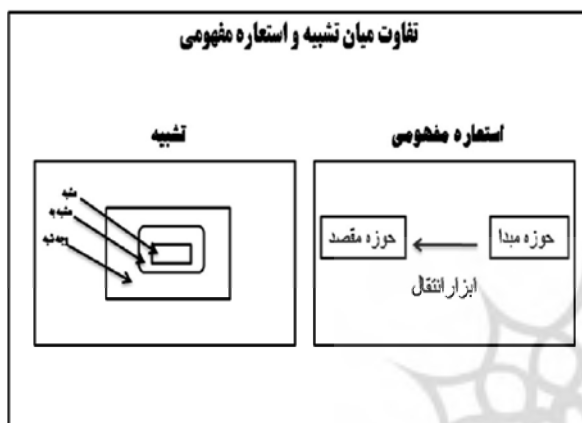 تفاوت میان تشبیه و استعاره مفهومی
استعاره مفهومی
حوزه مبدا
حوزه مقصد
ابزار انتقال
تشبیه
مشبه
مشبه به
وجه شبه